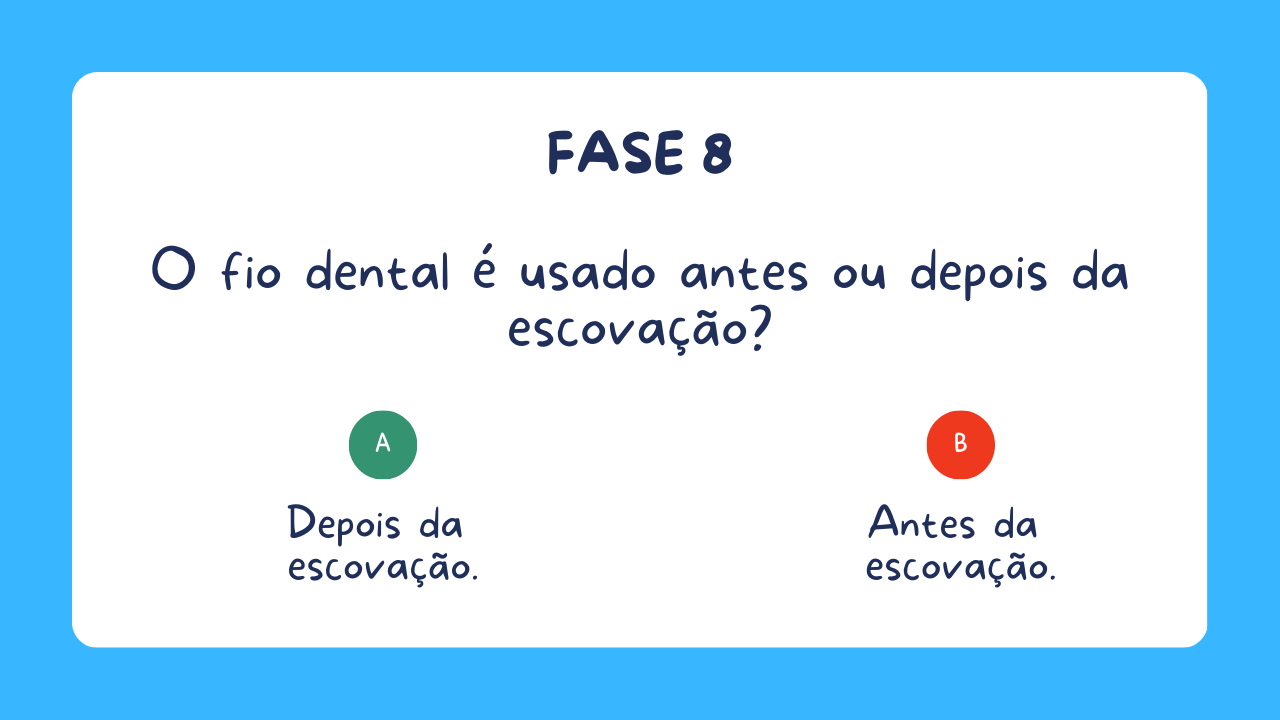 FASE 8
O fio dental é usado antes ou depois da
escovação?
A
Depois da
escovação.
B
Antes da
escovação.